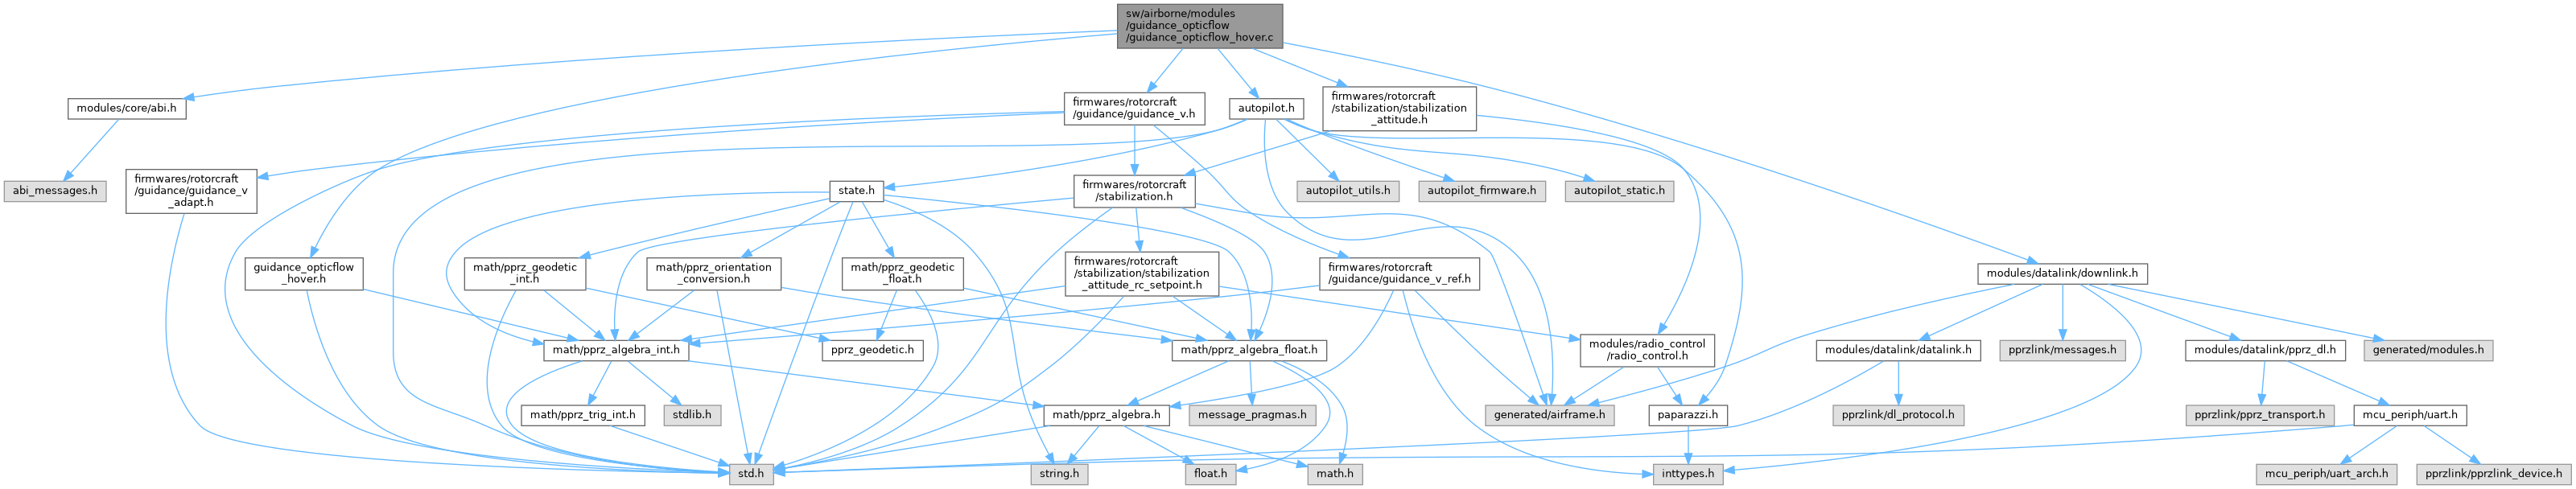 sw/airborne/modules
/guidance_opticflow
/guidance_opticflow_hover.c
modules/core/abi.h
firmwares/rotorcraft
/guidance/guidance_v.h
autopilot.h
firmwares/rotorcraft
/stabilization/stabilization
_attitude.h
abi_messages.h
firmwares/rotorcraft
/guidance/guidance_v
_adapt.h
state.h
firmwares/rotorcraft
/stabilization.h
autopilot_utils.h
autopilot_firmware.h
autopilot_static.h
guidance_opticflow
_hover.h
math/pprz_geodetic
_int.h
math/pprz_orientation
_conversion.h
math/pprz_geodetic
_float.h
firmwares/rotorcraft
/stabilization/stabilization
_attitude_rc_setpoint.h
firmwares/rotorcraft
/guidance/guidance_v_ref.h
modules/datalink/downlink.h
math/pprz_algebra_int.h
pprz_geodetic.h
math/pprz_algebra_float.h
modules/radio_control
/radio_control.h
modules/datalink/datalink.h
pprzlink/messages.h
modules/datalink/pprz_dl.h
generated/modules.h
math/pprz_trig_int.h
stdlib.h
math/pprz_algebra.h
message_pragmas.h
generated/airframe.h
paparazzi.h
pprzlink/dl_protocol.h
pprzlink/pprz_transport.h
mcu_periph/uart.h
std.h
string.h
float.h
math.h
inttypes.h
mcu_periph/uart_arch.h
pprzlink/pprzlink_device.h